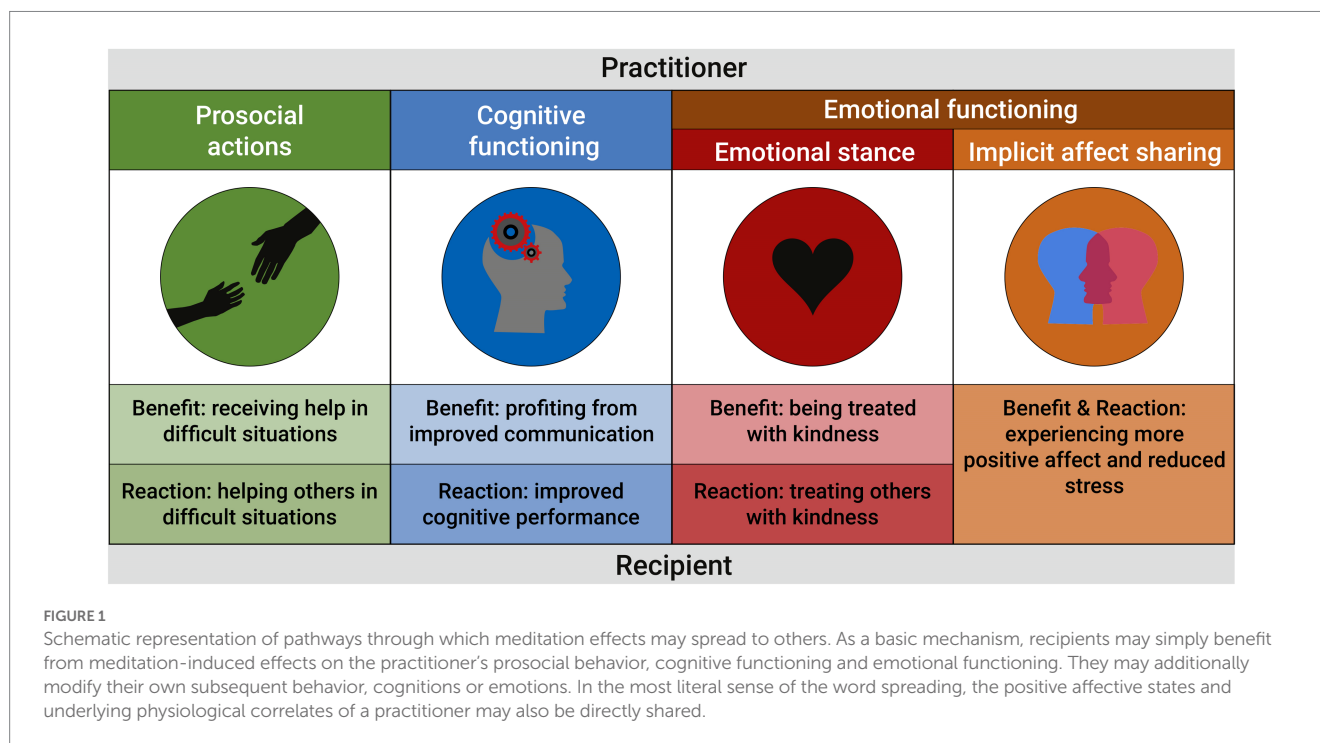 Practitioner
Prosocial
actions
Cognitive
functioning
Emotional functioning
Emotional stance
Implicit affect sharing
Benefit: receiving help in
difficult situations
Benefit: profiting from
improved communication
Benefit: being treated
with kindness
Benefit & Reaction:
experiencing more
positive affect and reduced
stress
Reaction: helping others in
difficult situations
Reaction: improved
cognitive performance
Reaction: treating others
with kindness
Recipient
FIGURE 1
Schematic representation of pathways through which meditation effects may spread to others. As a basic mechanism, recipients may simply benefit
from meditation-induced effects on the practitioner's prosocial behavior, cognitive functioning and emotional functioning. They may additionally
modify their own subsequent behavior, cognitions or emotions. In the most literal sense of the word spreading, the positive affective states and
underlying physiological correlates of a practitioner may also be directly shared.